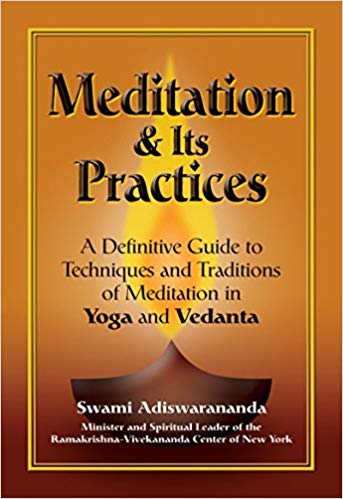 Meditation
& Its
Practices
A Definitive Guide to
Techniques and Traditions
of Meditation in
Yoga and Vedanta
Swami Adiswarananda
Minister and Spiritual Leader of the
Ramakrishna-Vivekananda Center of New York